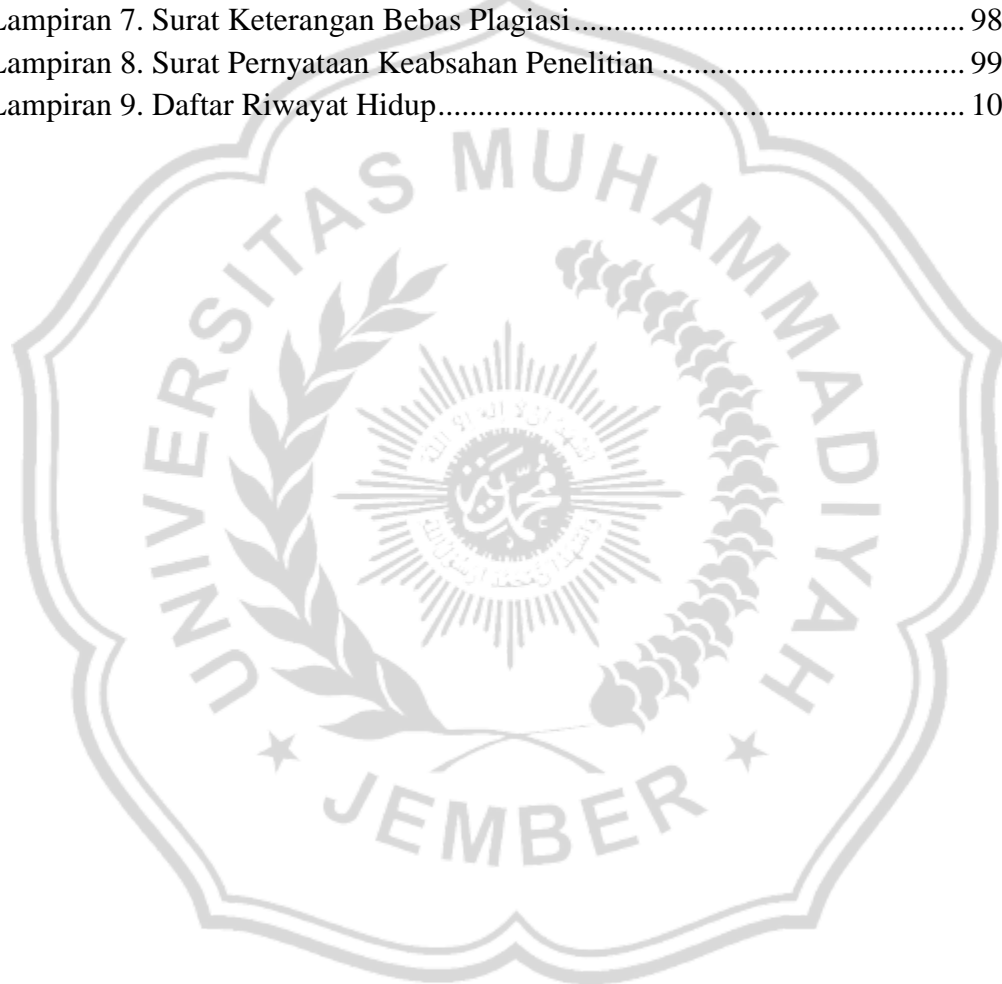 Lampiran 7. Surat Keterangan Bebas Plagiasi ................................................ 98
Lampiran 8. Surat Pernyataan Keabsahan Penelitian ..................................... 99
Lampiran 9. Daftar Riwayat Hidup................................................................. 10
UNIVERSITAS MUHAMMADIYAH
JEMBER